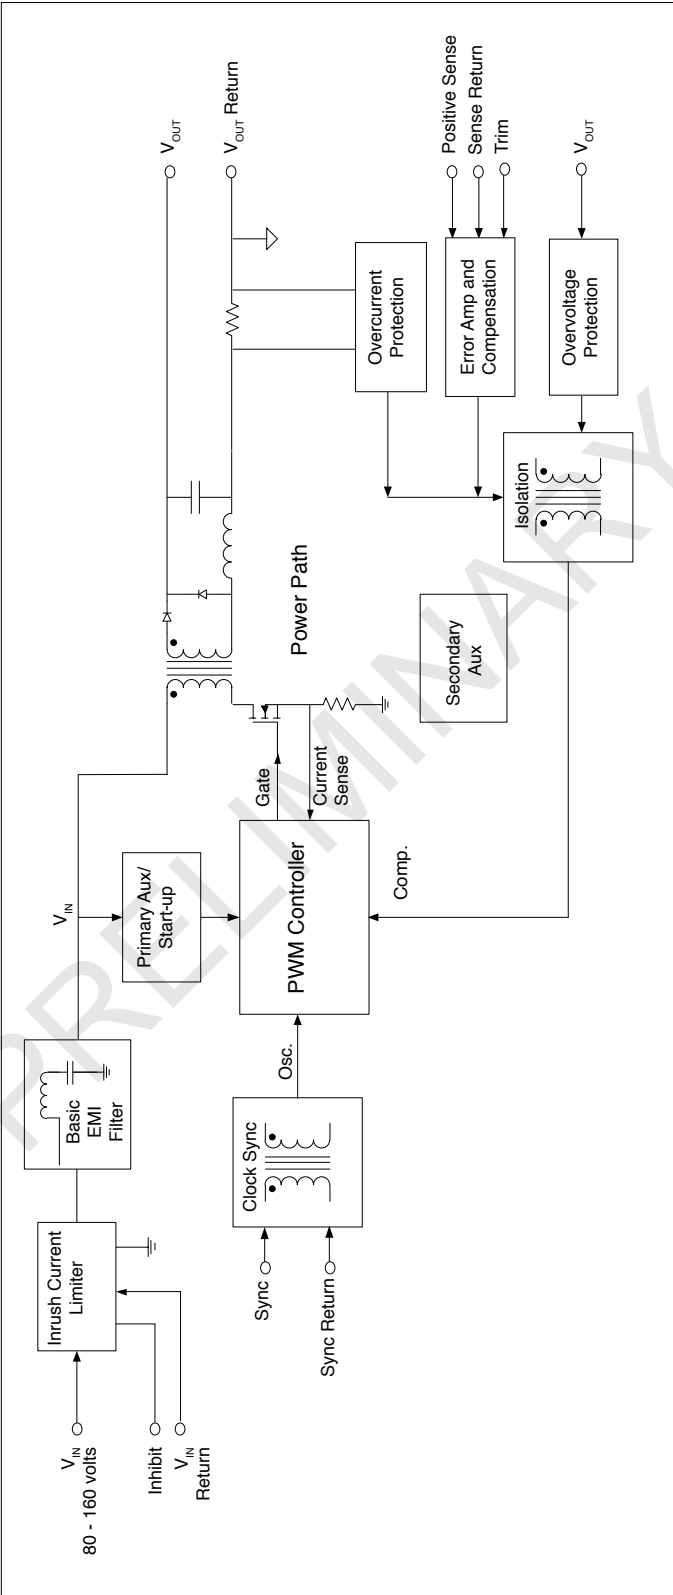 V_IN
80 - 160 volts
Inhibit
V_IN
Return
Inrush Current
Limiter
Basic
EMI
Filter
V_IN
Primary Aux/
Start-up
Sync
Sync Return
Clock Sync
Osc.
PWM Controller
Gate
Current
Sense
Comp.
Power Path
Secondary
Aux
Isolation
Overcurrent
Protection
Error Amp and
Compensation
Overvoltage
Protection
V_OUT
V_OUT Return
Positive Sense
Sense Return
Trim
V_OUT
PRELIMINARY